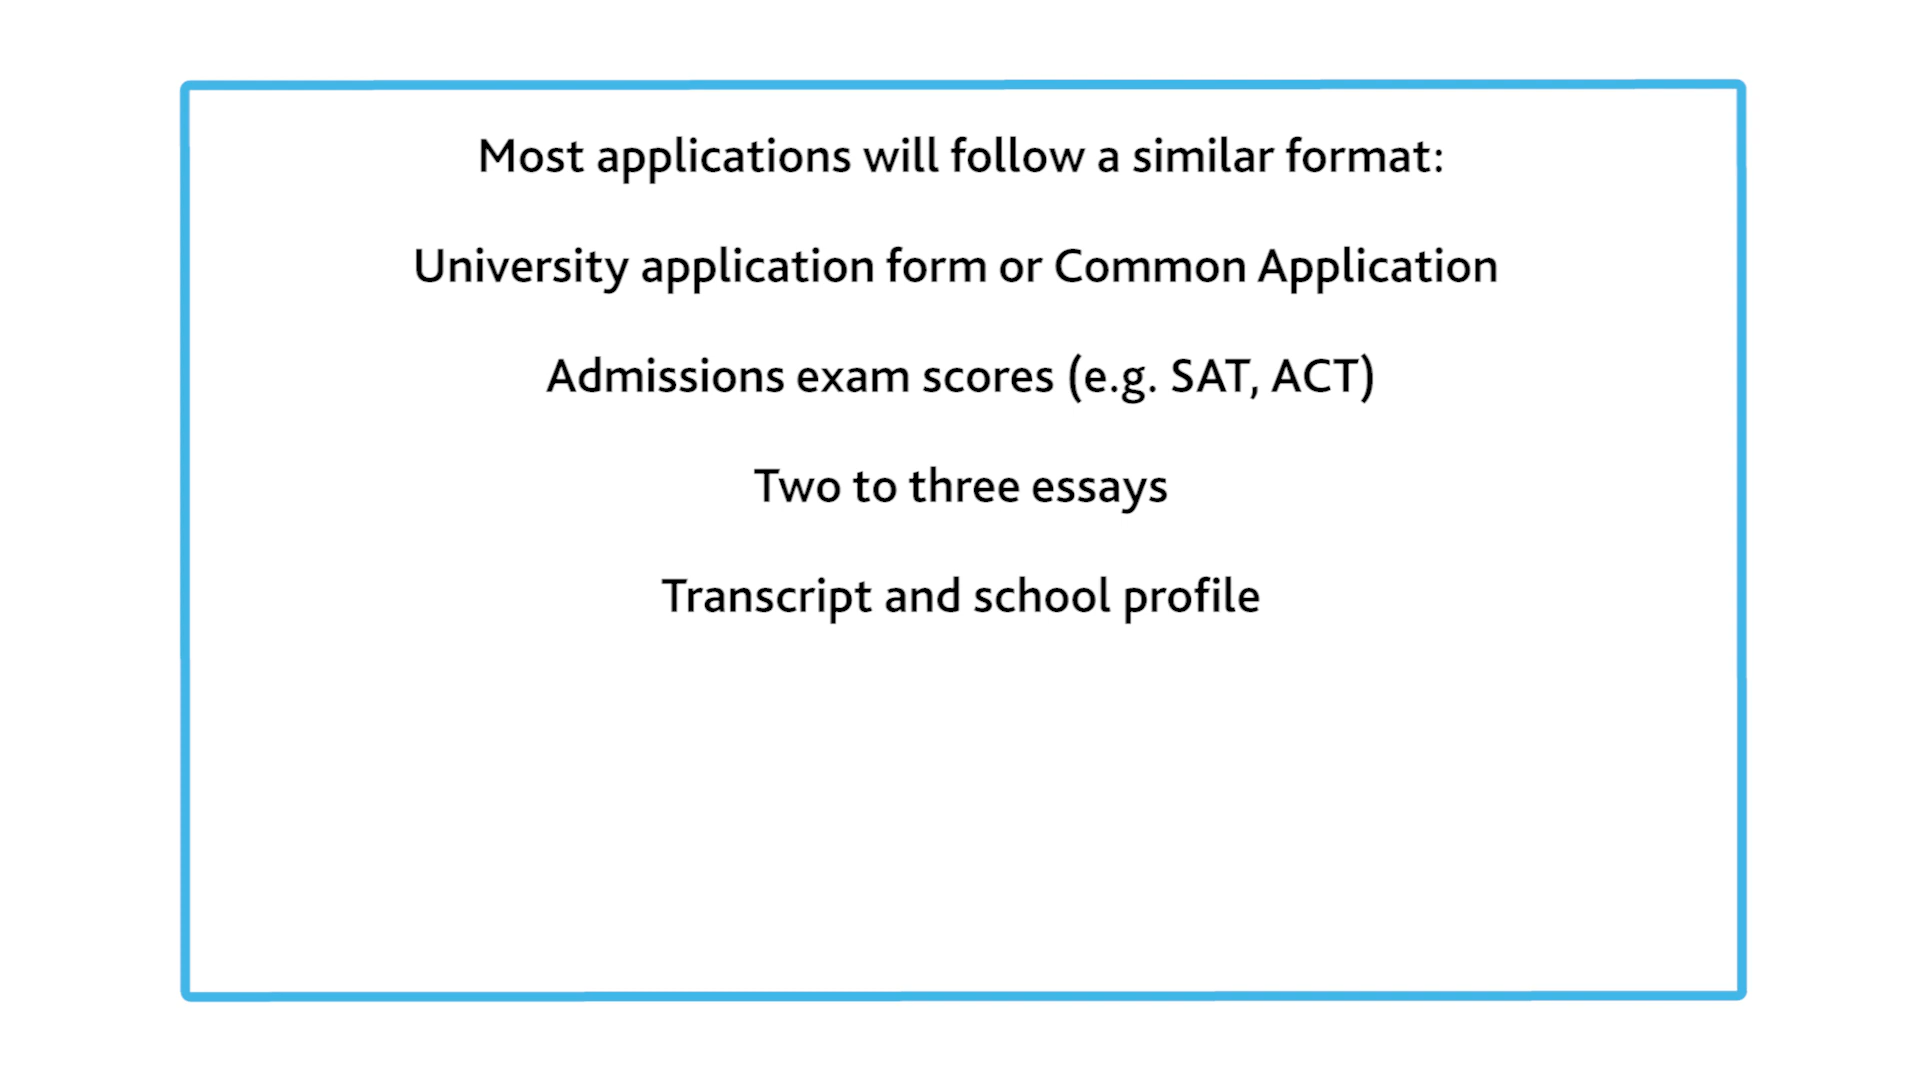 Most applications will follow a similar format:
University application form or Common Application
Admissions exam scores (e.g. SAT, ACT)
Two to three essays
Transcript and school profile